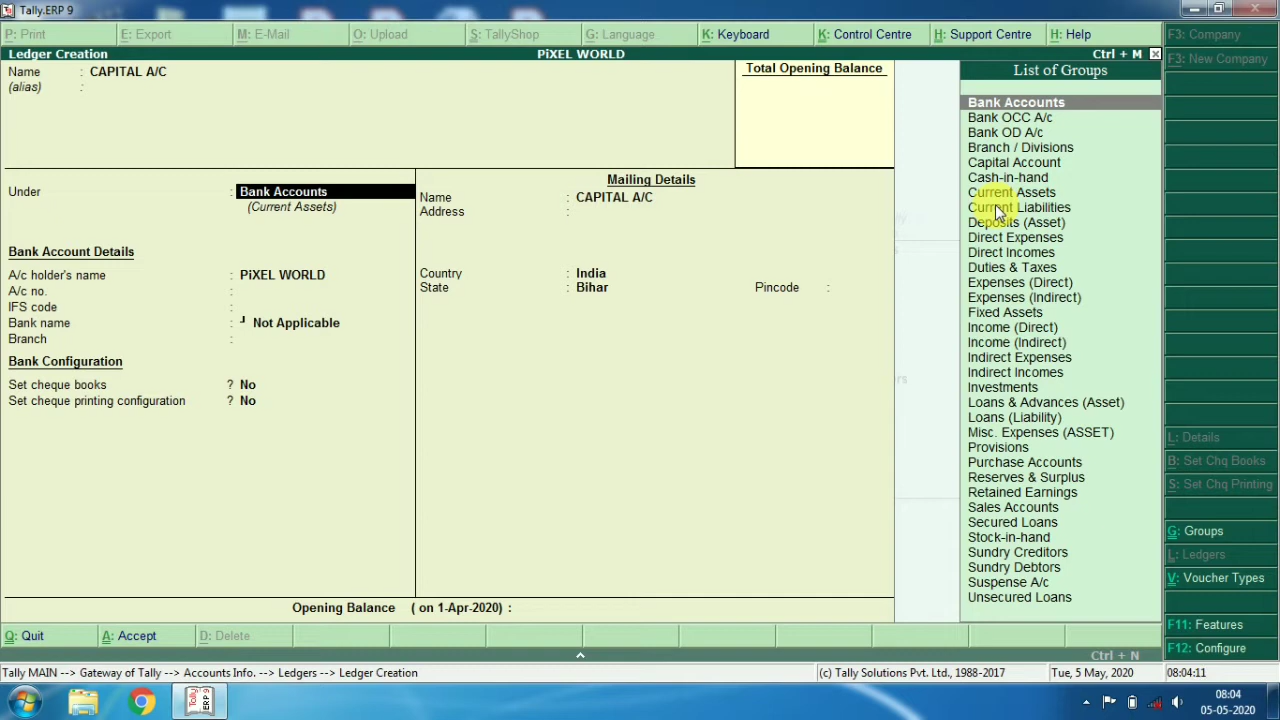 Tally.ERP 9
P: Print E: Export M: E-Mail O: Upload S: TallyShop G: Language K: Keyboard K: Control Centre H: Support Centre H: Help
F3: Company
F3: New Company
Ledger Creation PiXEL WORLD Ctrl + M
Name : CAPITAL A/C
(alias) :
Total Opening Balance
Under : Bank Accounts
(Current Assets)
Bank Account Details
A/c holder's name : PiXEL WORLD
A/c no. :
IFS code :
Bank name : ┘ Not Applicable
Branch :
Bank Configuration
Set cheque books ? No
Set cheque printing configuration ? No
Mailing Details
Name : CAPITAL A/C
Address :
Country : India
State : Bihar Pincode :
Opening Balance ( on 1-Apr-2020) :
List of Groups
Bank Accounts
Bank OCC A/c
Bank OD A/c
Branch / Divisions
Capital Account
Cash-in-hand
Current Assets
Current Liabilities
Deposits (Asset)
Direct Expenses
Direct Incomes
Duties & Taxes
Expenses (Direct)
Expenses (Indirect)
Fixed Assets
Income (Direct)
Income (Indirect)
Indirect Expenses
Indirect Incomes
Investments
Loans & Advances (Asset)
Loans (Liability)
Misc. Expenses (ASSET)
Provisions
Purchase Accounts
Reserves & Surplus
Retained Earnings
Sales Accounts
Secured Loans
Stock-in-hand
Sundry Creditors
Sundry Debtors
Suspense A/c
Unsecured Loans
L: Details
B: Set Chq Books
S: Set Chq Printing
G: Groups
L: Ledgers
V: Voucher Types
F11: Features
F12: Configure
Q: Quit A: Accept D: Delete
Ctrl + N
Tally MAIN --> Gateway of Tally --> Accounts Info. --> Ledgers --> Ledger Creation (c) Tally Solutions Pvt. Ltd., 1988-2017 Tue, 5 May, 2020 08:04:11
Tally ERP 9
08:04
05-05-2020